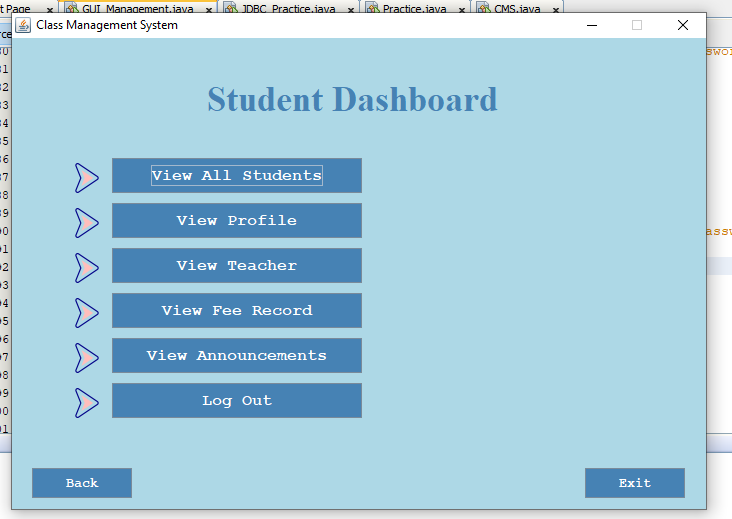 t Page
GUI_Management.java
JDBC_Practice.java
Practice.java
CMS.java
Class Management System
Student Dashboard
View All Students
View Profile
View Teacher
View Fee Record
View Announcements
Log Out
Back
Exit